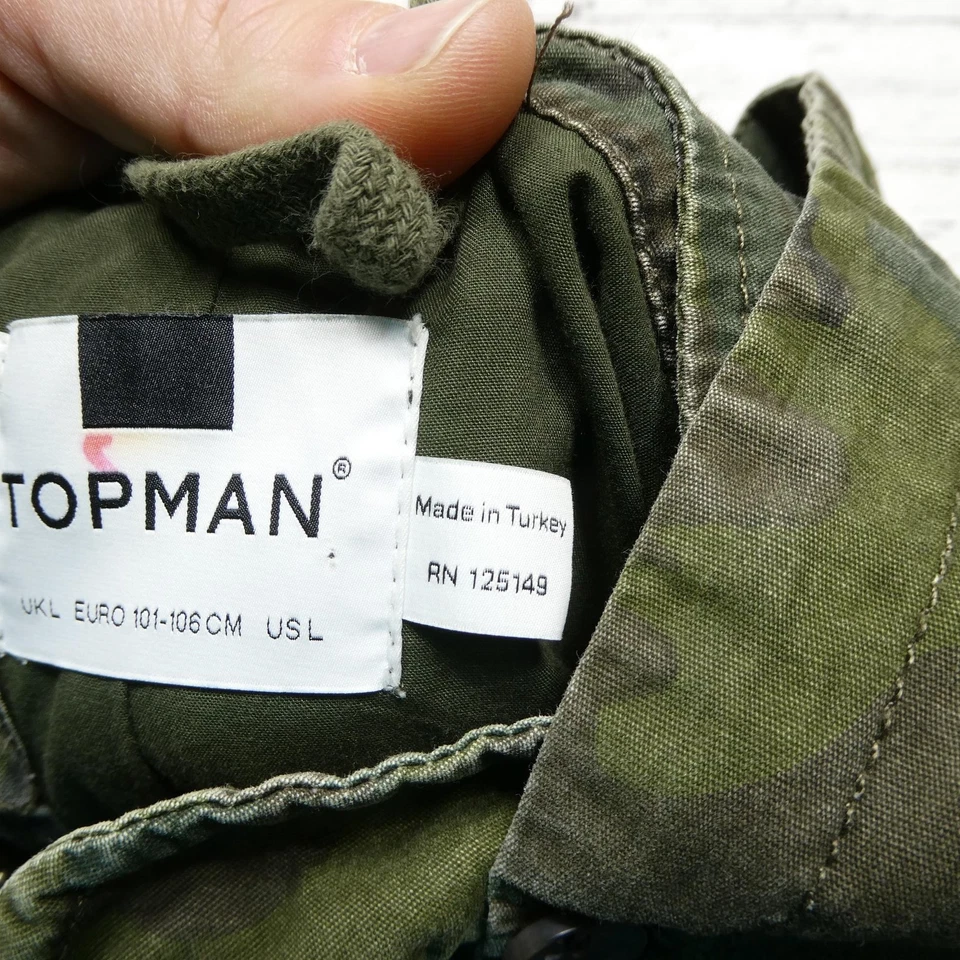 TOPMAN®
UK L EURO 101-106CM US L
Made in Turkey
RN 125149